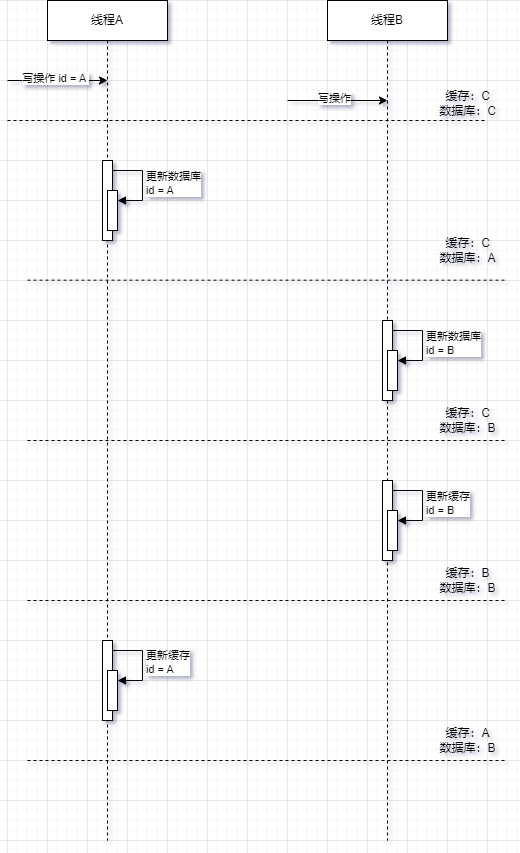 线程A
线程B
写操作 id = A
写操作
缓存：C
数据库：C
更新数据库
id = A
缓存：C
数据库：A
更新数据库
id = B
缓存：C
数据库：B
更新缓存
id = B
缓存：B
数据库：B
更新缓存
id = A
缓存：A
数据库：B